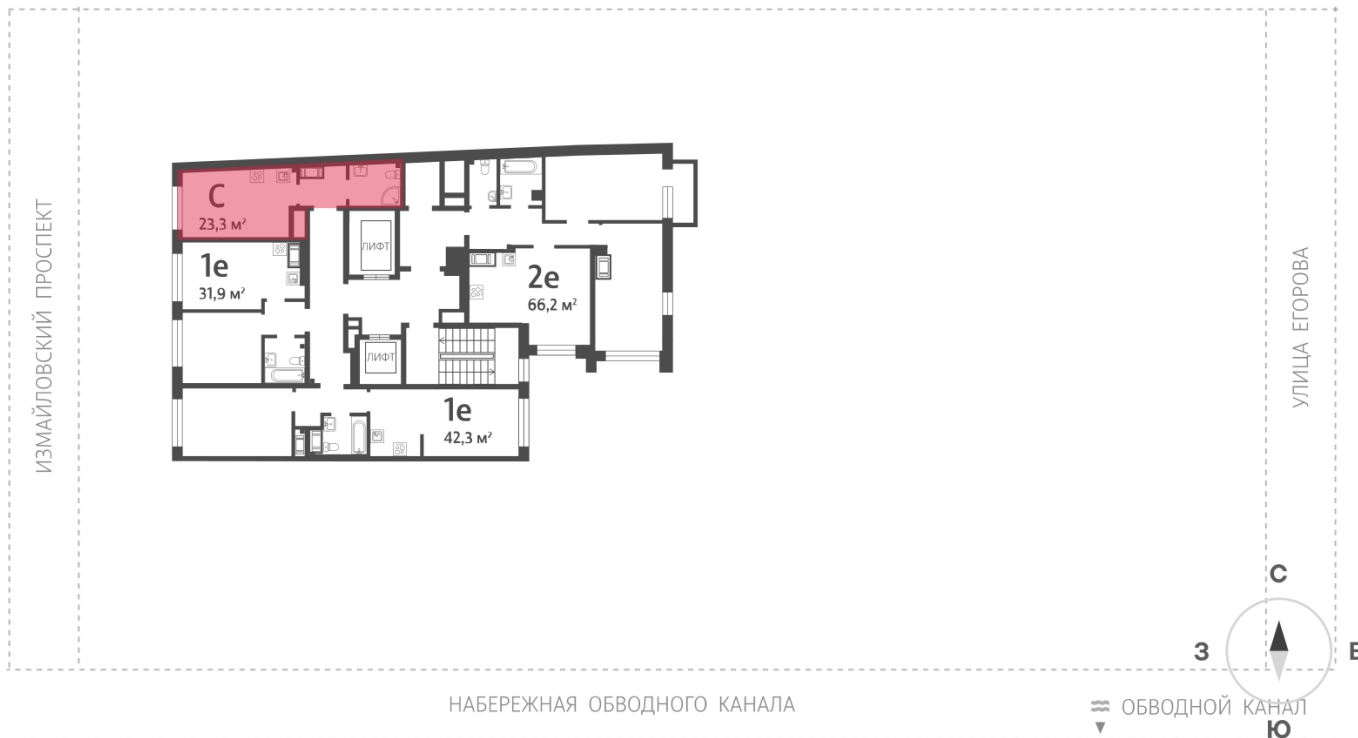 ИЗМАЙЛОВСКИЙ ПРОСПЕКТ
С
23,3 м²
1е
31,9 м²
ЛИФТ
2е
66,2 м²
ЛИФТ
1е
42,3 м²
УЛИЦА ЕГОРОВА
С
З
В
Ю
НАБЕРЕЖНАЯ ОБВОДНОГО КАНАЛА
ОБВОДНОЙ КАНАЛ